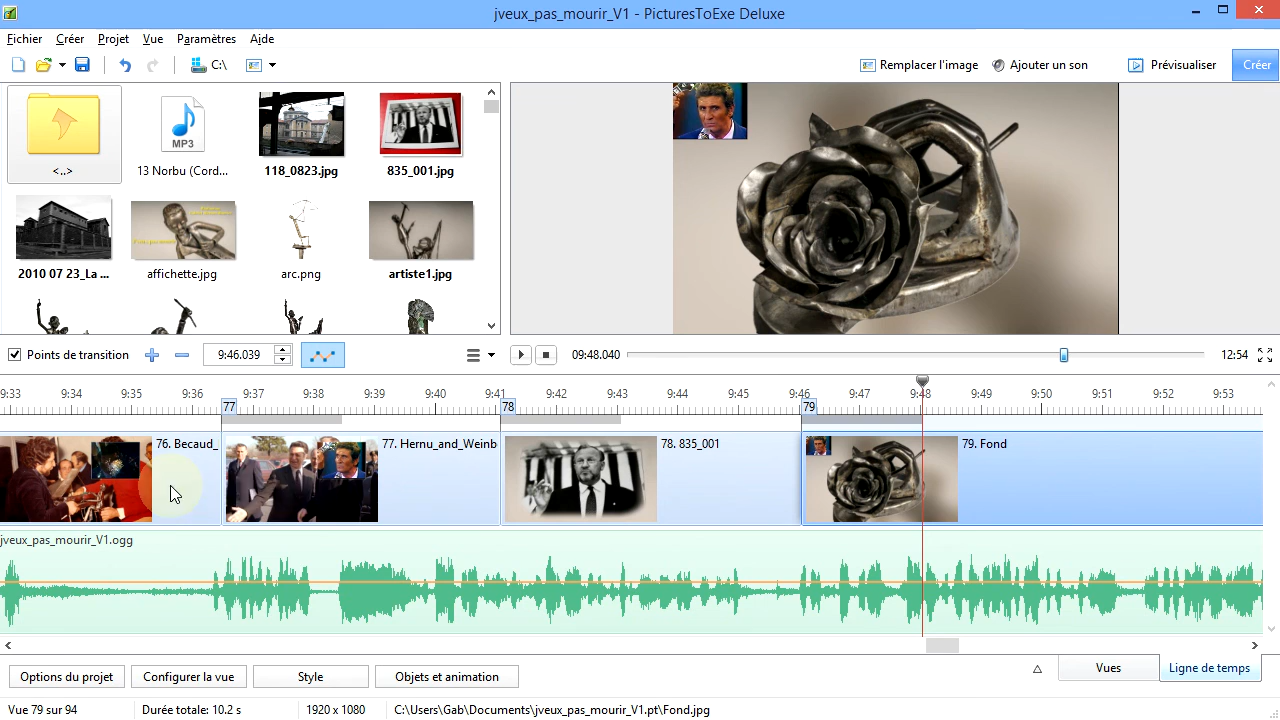 jveux_pas_mourir_V1 - PicturesToExe Deluxe
Fichier Créer Projet Vue Paramètres Aide
C:\ Remplacer l'image Ajouter un son Prévisualiser Créer
MP3
<..> 13 Norbu (Cord... 118_0823.jpg 835_001.jpg
2010 07 23_La ... affichette.jpg arc.png artiste1.jpg
Points de transition 9:46.039 09:48.040 12:54
9:33 9:34 9:35 9:36 9:37 9:38 9:39 9:40 9:41 9:42 9:43 9:44 9:45 9:46 9:47 9:48 9:49 9:50 9:51 9:52 9:53
77 78 79
76. Becaud_ 77. Hernu_and_Weinb 78. 835_001 79. Fond
jveux_pas_mourir_V1.ogg
Options du projet Configurer la vue Style Objets et animation Vues Ligne de temps
Vue 79 sur 94 Durée totale: 10.2 s 1920 x 1080 C:\Users\Gab\Documents\jveux_pas_mourir_V1.pt\Fond.jpg